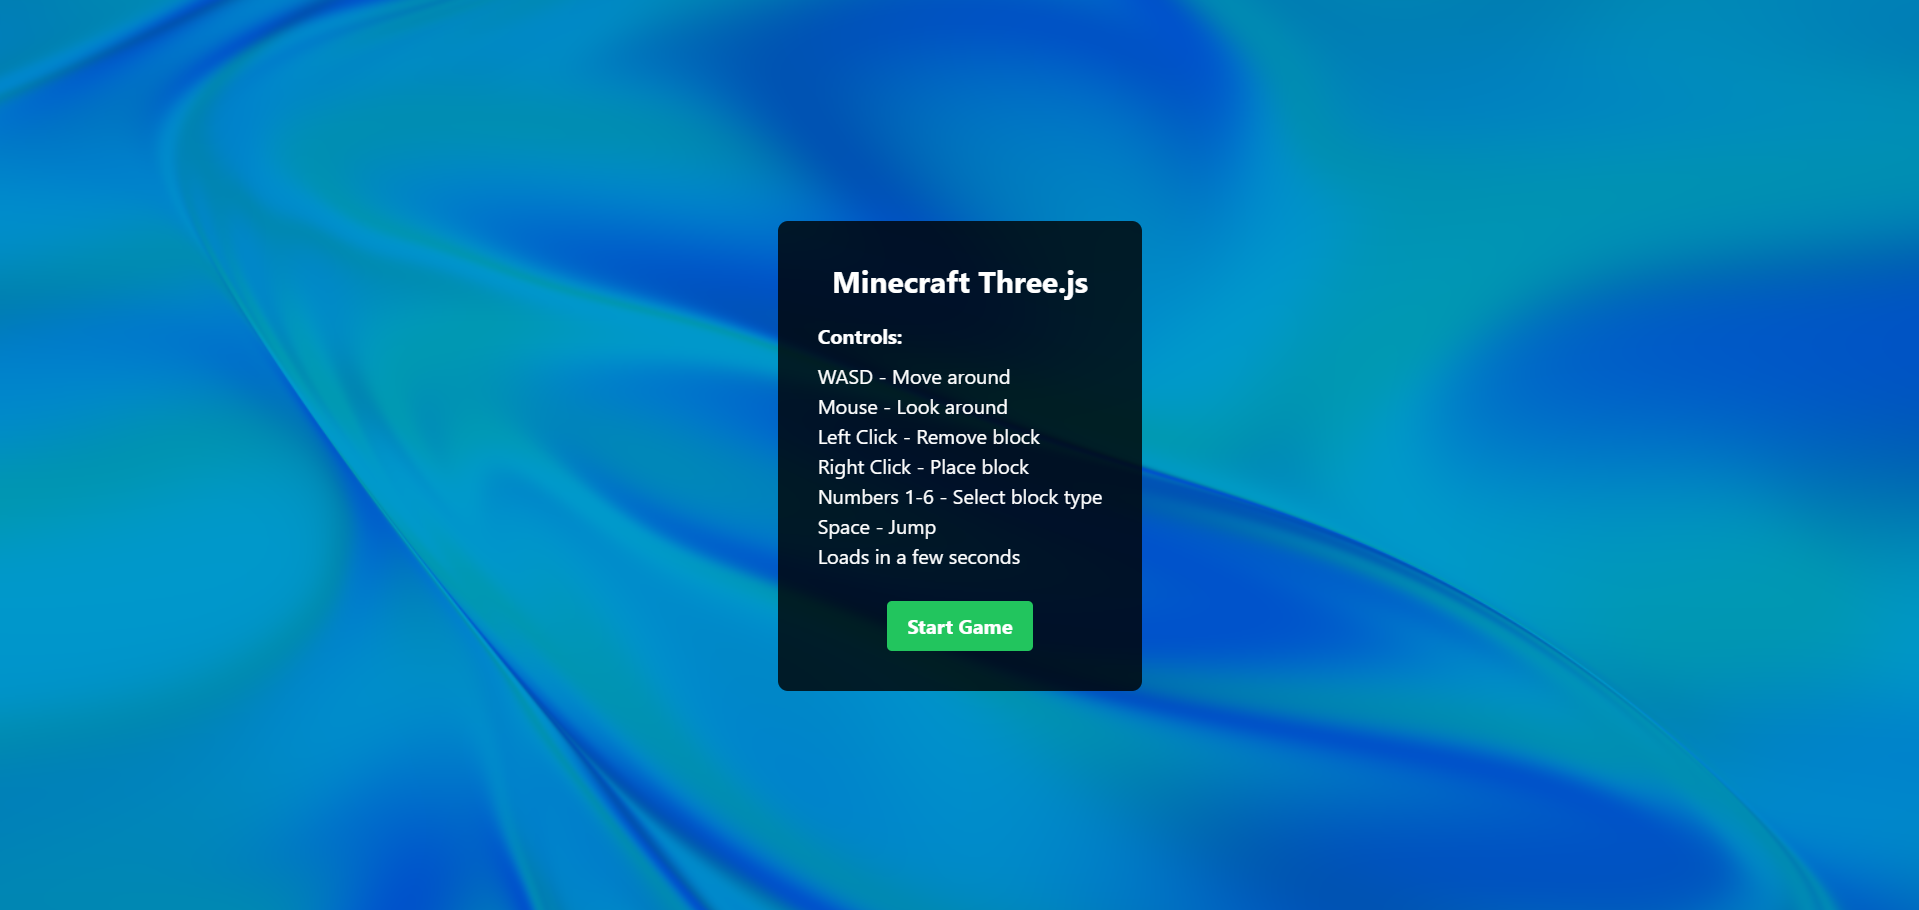 Minecraft Three.js
Controls:
WASD - Move around
Mouse - Look around
Left Click - Remove block
Right Click - Place block
Numbers 1-6 - Select block type
Space - Jump
Loads in a few seconds
Start Game